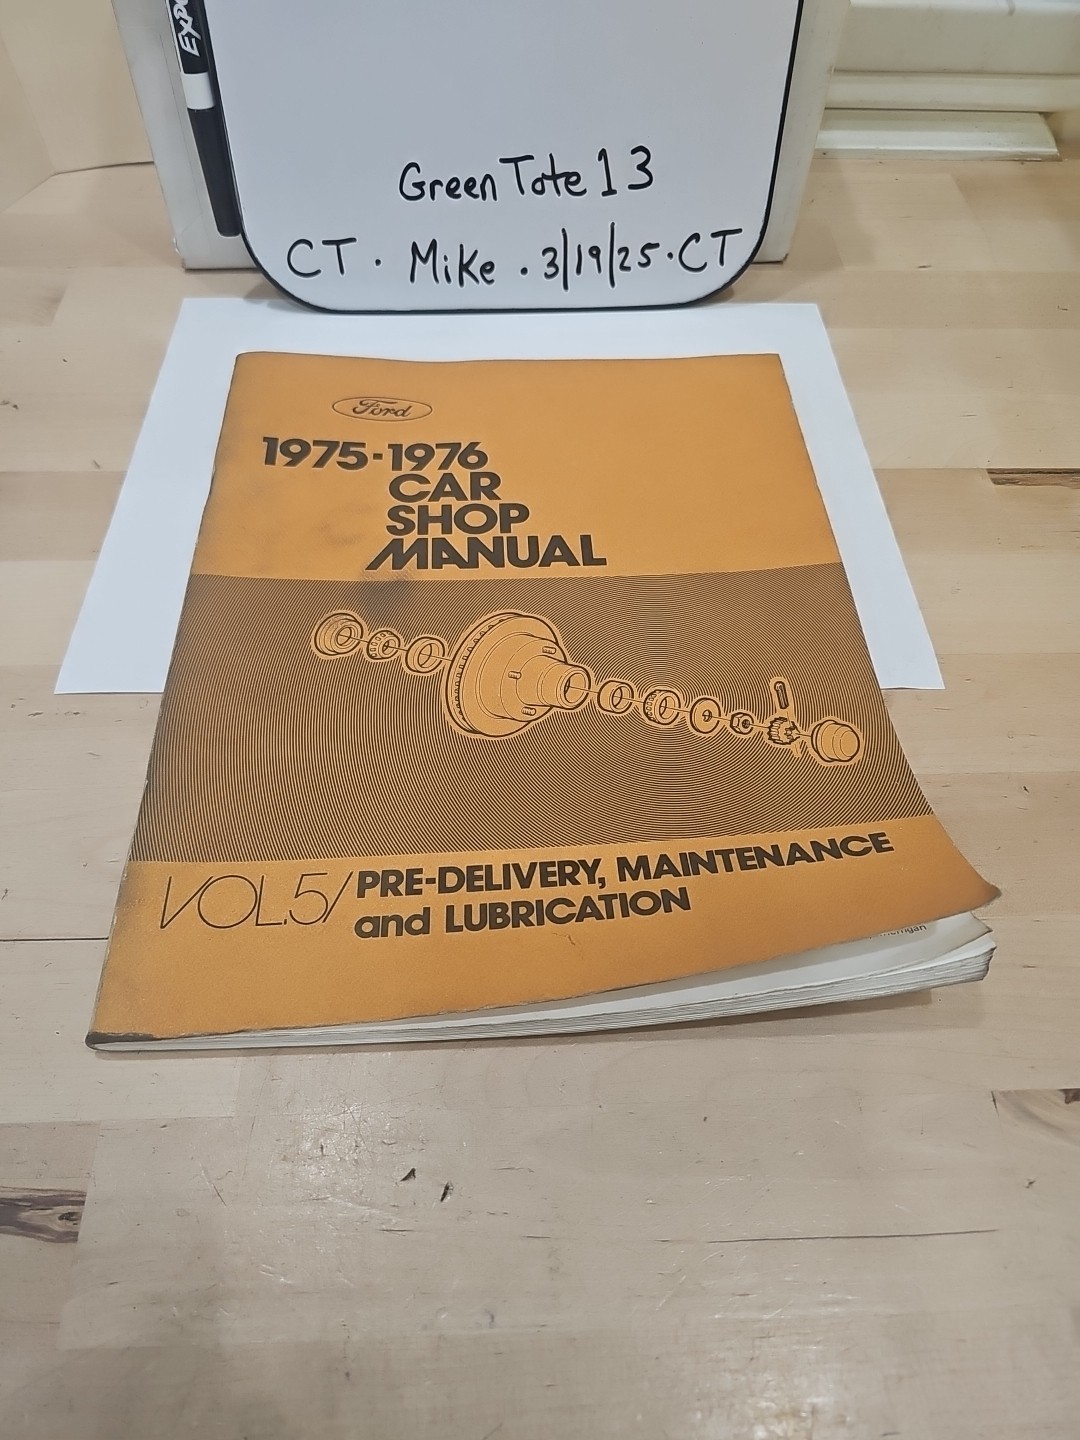 EXPO
Green Tote 13
CT · Mike · 3/19/25 · CT
Ford
1975-1976
CAR
SHOP
MANUAL
VOL.5/ PRE-DELIVERY, MAINTENANCE
and LUBRICATION